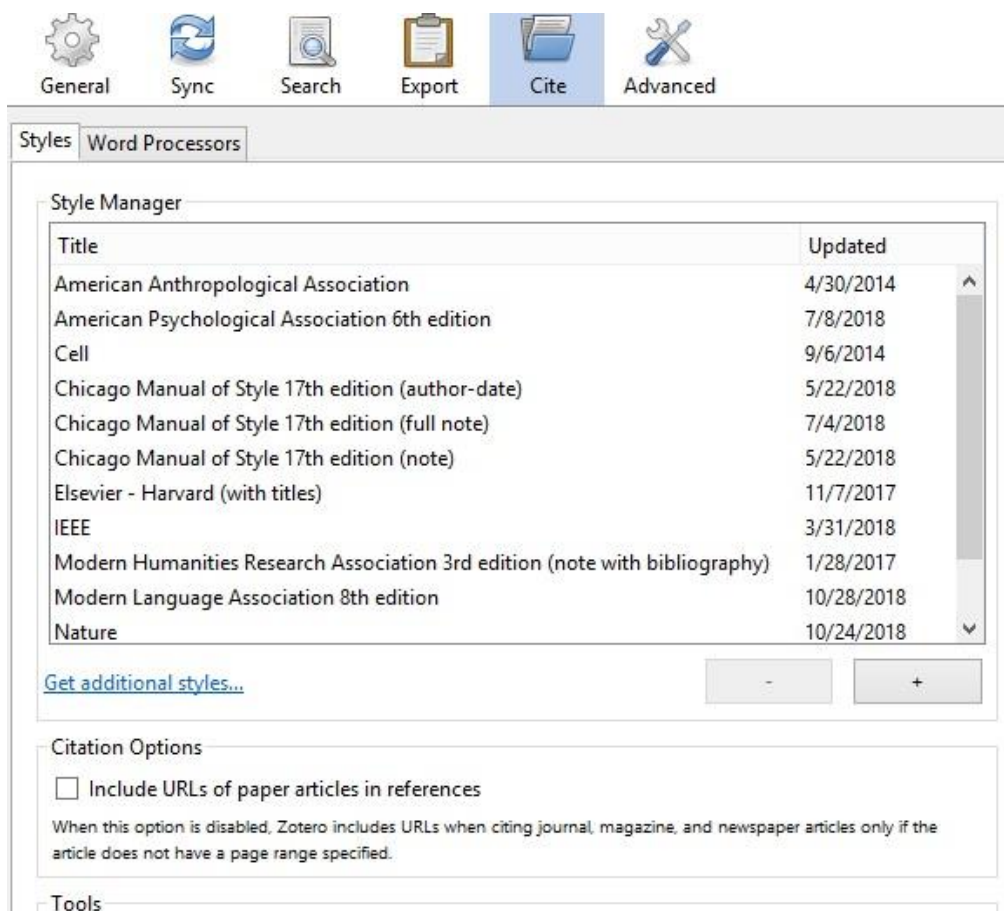 General Sync Search Export Cite Advanced
Styles Word Processors
Style Manager
Title Updated
American Anthropological Association 4/30/2014
American Psychological Association 6th edition 7/8/2018
Cell 9/6/2014
Chicago Manual of Style 17th edition (author-date) 5/22/2018
Chicago Manual of Style 17th edition (full note) 7/4/2018
Chicago Manual of Style 17th edition (note) 5/22/2018
Elsevier - Harvard (with titles) 11/7/2017
IEEE 3/31/2018
Modern Humanities Research Association 3rd edition (note with bibliography) 1/28/2017
Modern Language Association 8th edition 10/28/2018
Nature 10/24/2018
Get additional styles... - +
Citation Options
Include URLs of paper articles in references
When this option is disabled, Zotero includes URLs when citing journal, magazine, and newspaper articles only if the
article does not have a page range specified.
Tools